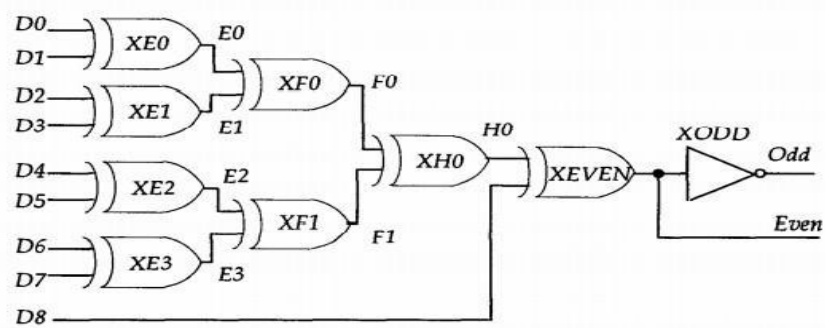 D0
XE0
E0
D1
XF0
F0
D2
XE1
E1
D3
XH0
H0
XEVEN
XODD
Odd
Even
D4
XE2
E2
D5
XF1
F1
D6
XE3
E3
D7
D8